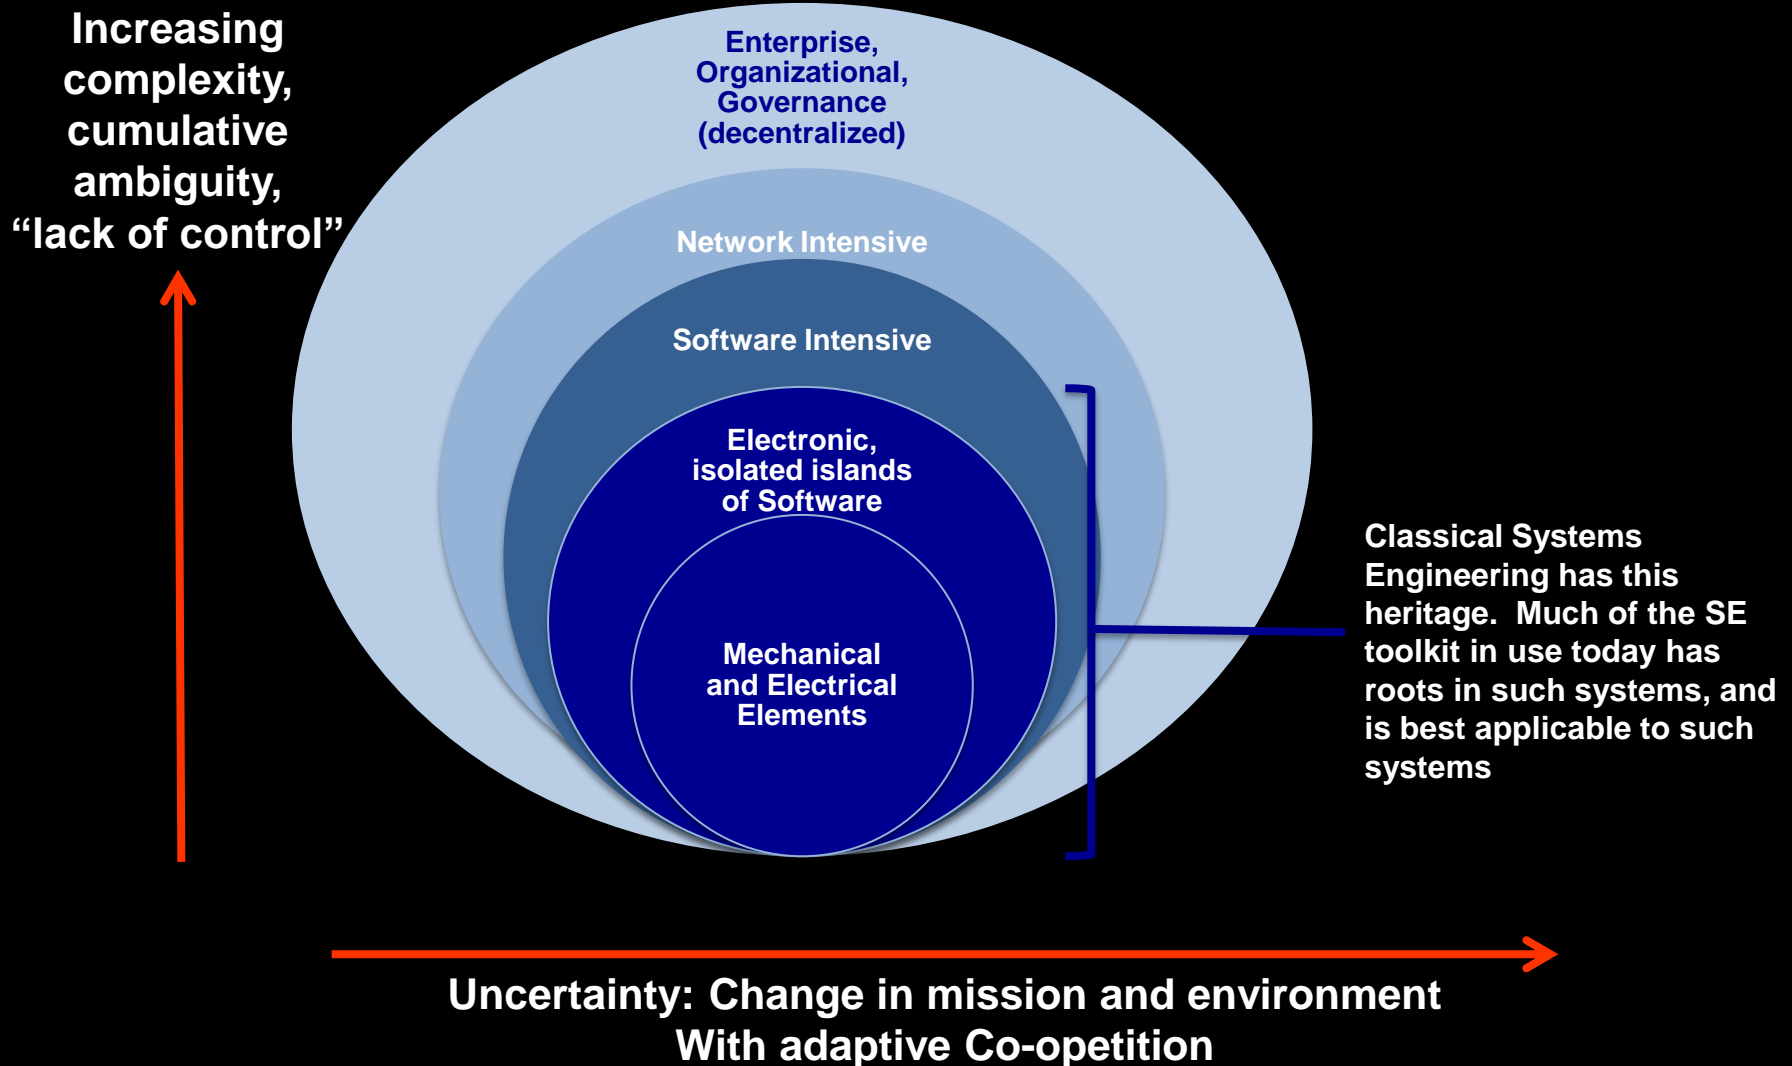 Increasing
complexity,
cumulative
ambiguity,
“lack of control”
Enterprise,
Organizational,
Governance
(decentralized)
Network Intensive
Software Intensive
Electronic,
isolated islands
of Software
Mechanical
and Electrical
Elements
Classical Systems
Engineering has this
heritage.  Much of the SE
toolkit in use today has
roots in such systems, and
is best applicable to such
systems
Uncertainty: Change in mission and environment
With adaptive Co-opetition